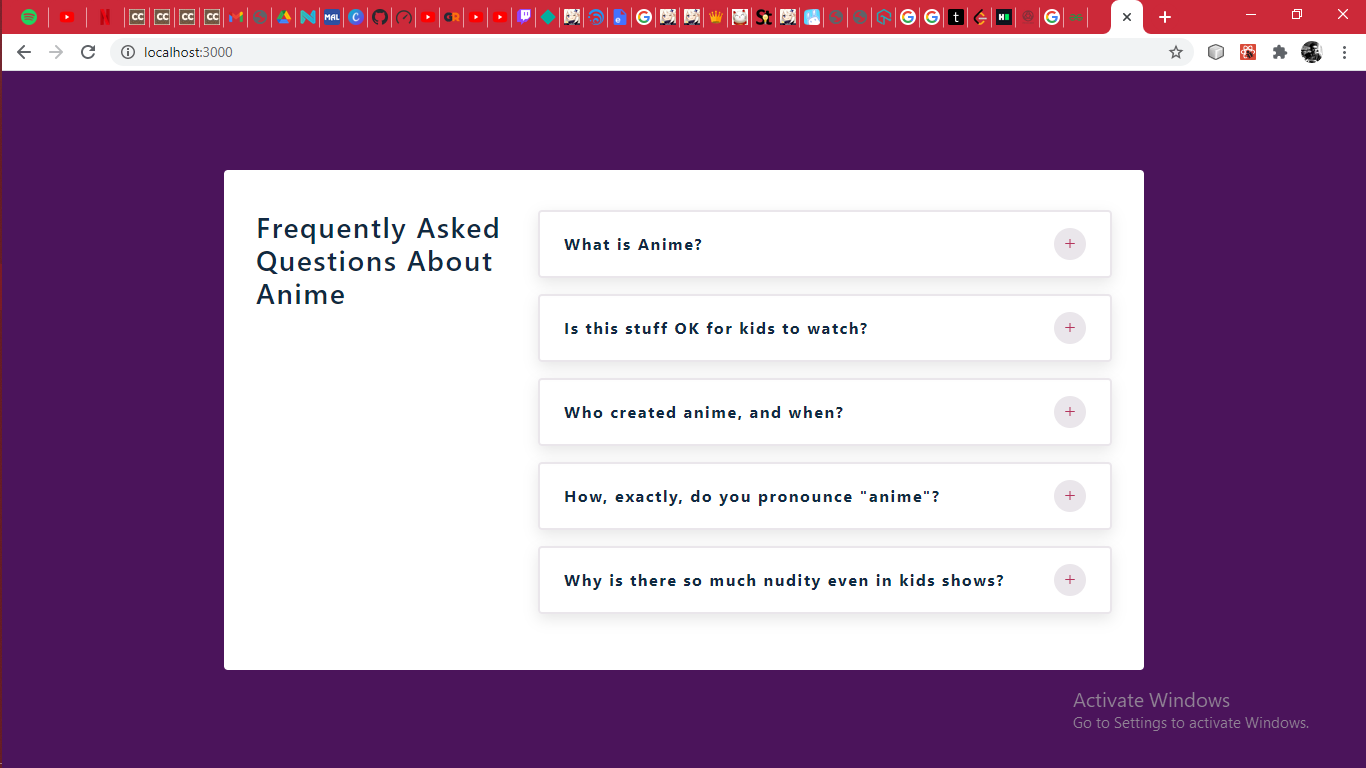 CC
CC
CC
CC
MAL
St
localhost:3000
Frequently Asked
Questions About
Anime
What is Anime?
+
Is this stuff OK for kids to watch?
+
Who created anime, and when?
+
How, exactly, do you pronounce "anime"?
+
Why is there so much nudity even in kids shows?
+
Activate Windows
Go to Settings to activate Windows.